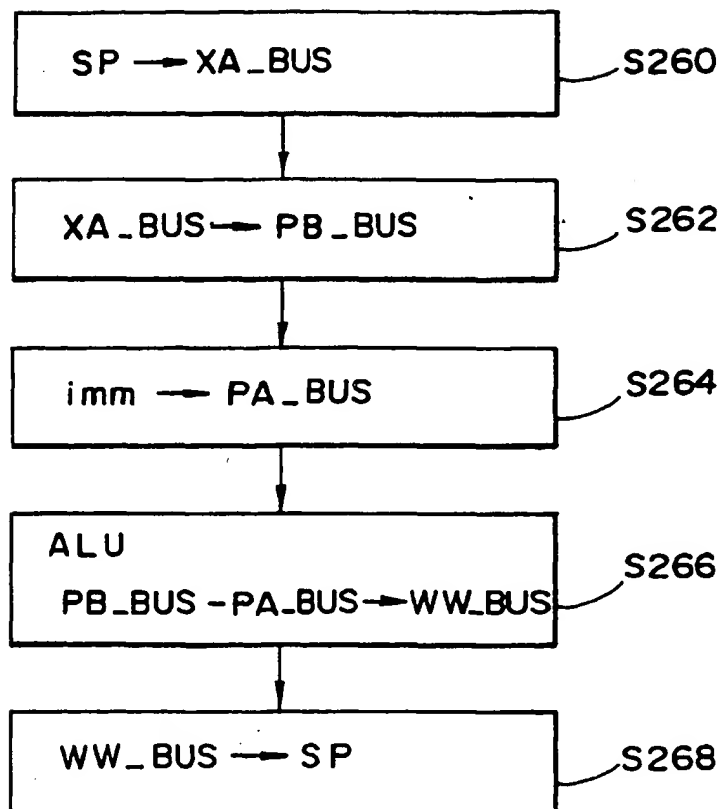 SP → XA_BUS
S260
XA_BUS → PB_BUS
S262
imm → PA_BUS
S264
ALU
S266
PB_BUS - PA_BUS → WW_BUS
WW_BUS → SP
S268